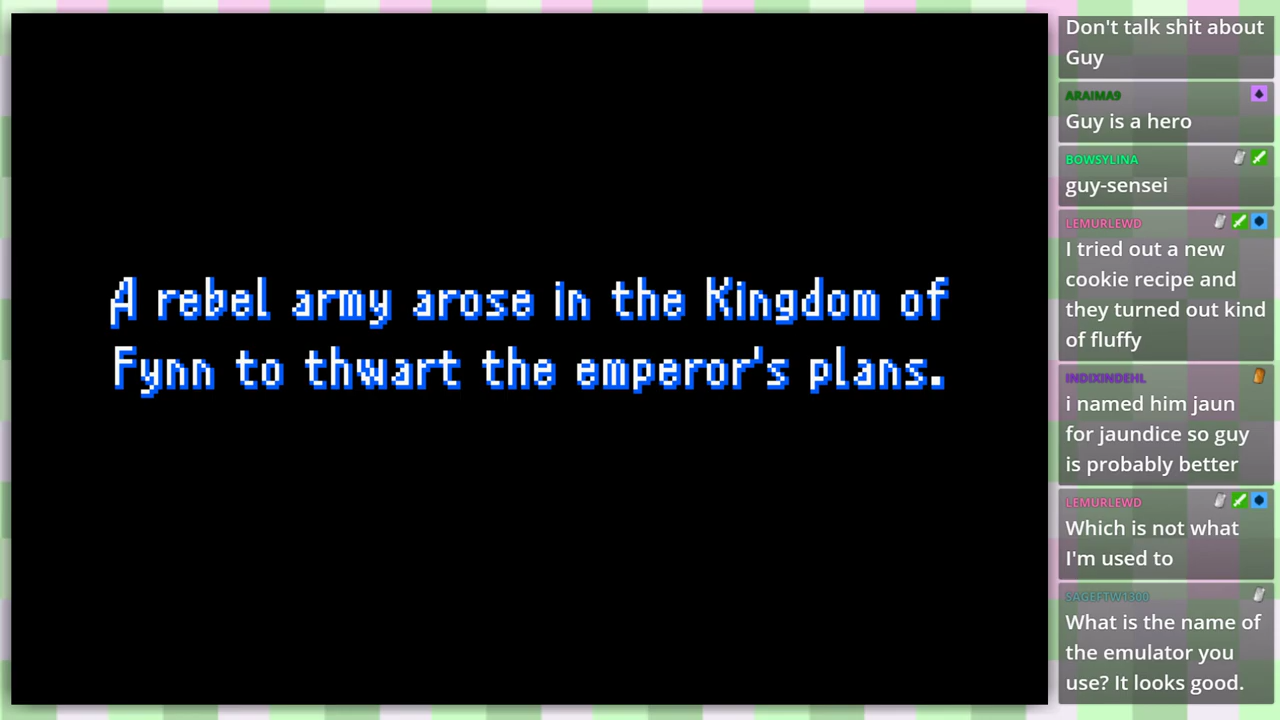 A rebel army arose in the Kingdom of
Fynn to thwart the emperor's plans.
Don't talk shit about
Guy
ARAIMA9
Guy is a hero
BOWSYLINA
guy-sensei
LEMURLEWD
I tried out a new
cookie recipe and
they turned out kind
of fluffy
INDIXINDEHL
i named him jaun
for jaundice so guy
is probably better
LEMURLEWD
Which is not what
I'm used to
SAGEFTW1300
What is the name of
the emulator you
use? It looks good.